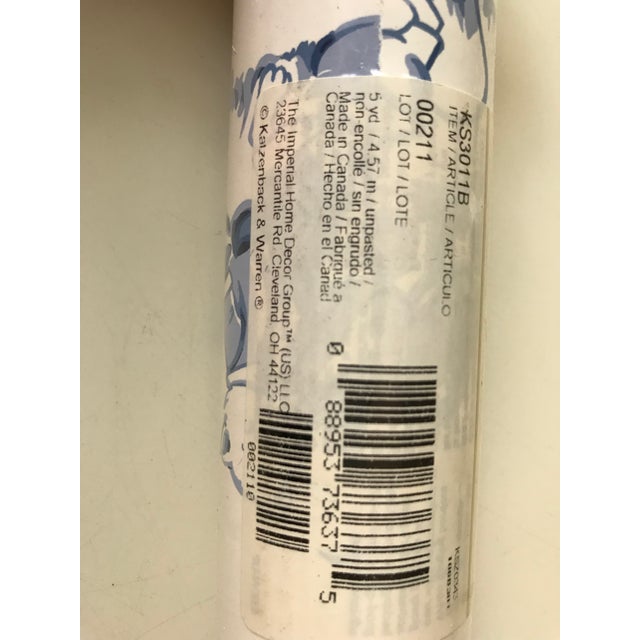 KS3011B
ITEM / ARTICLE / ARTICULO
00211
LOT / LOT / LOTE
5 yd / 4.57 m / unpasted /
non-encollé / sin engrudo /
Made in Canada / Fabriqué a
Canada / Hecho en el Canad
The Imperial Home Decor Group™ (US) LLC
23645 Mercantile Rd. Cleveland, OH 44122
© Katzenback & Warren ®
0 88953 73637 5
002110